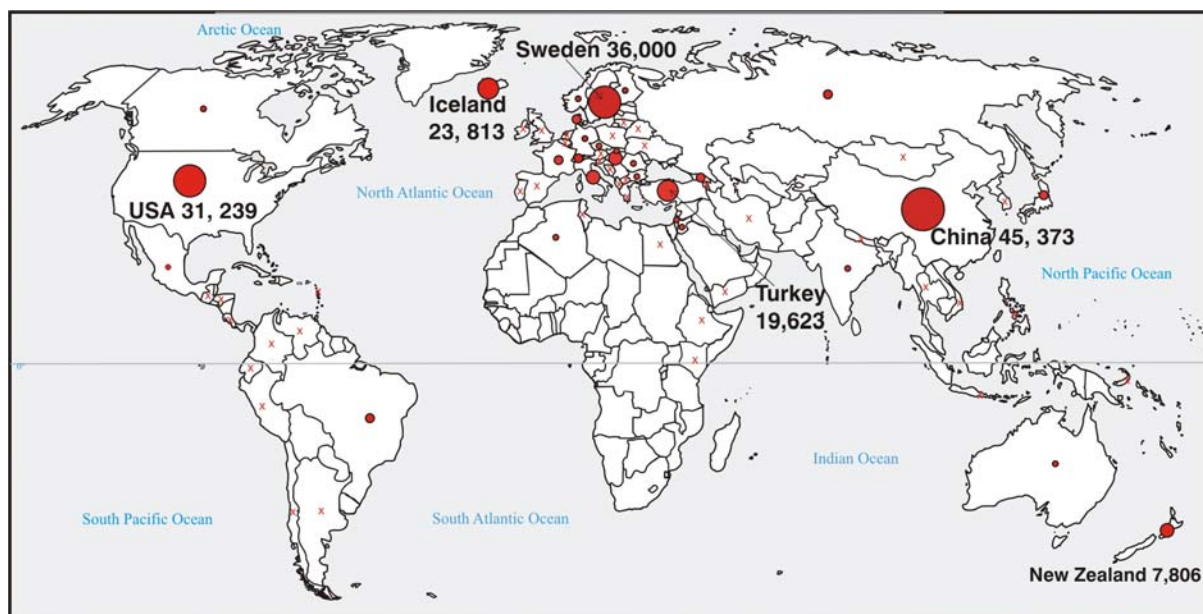 Arctic Ocean
Sweden 36,000
Iceland
23, 813
North Atlantic Ocean
USA 31, 239
China 45, 373
North Pacific Ocean
Turkey
19,623
0°
Indian Ocean
South Pacific Ocean
South Atlantic Ocean
New Zealand 7,806